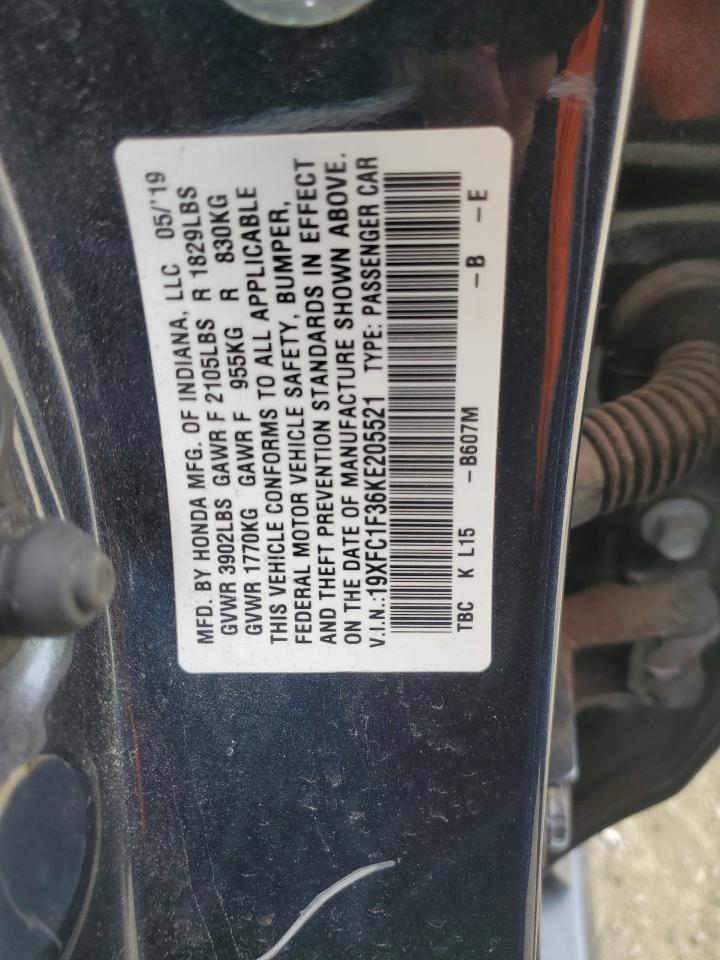 MFD. BY HONDA MFG. OF INDIANA, LLC 05/'19
GVWR 3902LBS GAWR F 2105LBS R 1829LBS
GVWR 1770KG GAWR F 955KG R 830KG
THIS VEHICLE CONFORMS TO ALL APPLICABLE
FEDERAL MOTOR VEHICLE SAFETY, BUMPER,
AND THEFT PREVENTION STANDARDS IN EFFECT
ON THE DATE OF MANUFACTURE SHOWN ABOVE.
V.I.N.:19XFC1F36KE205521 TYPE: PASSENGER CAR
TBC K L15 -B607M -B -E